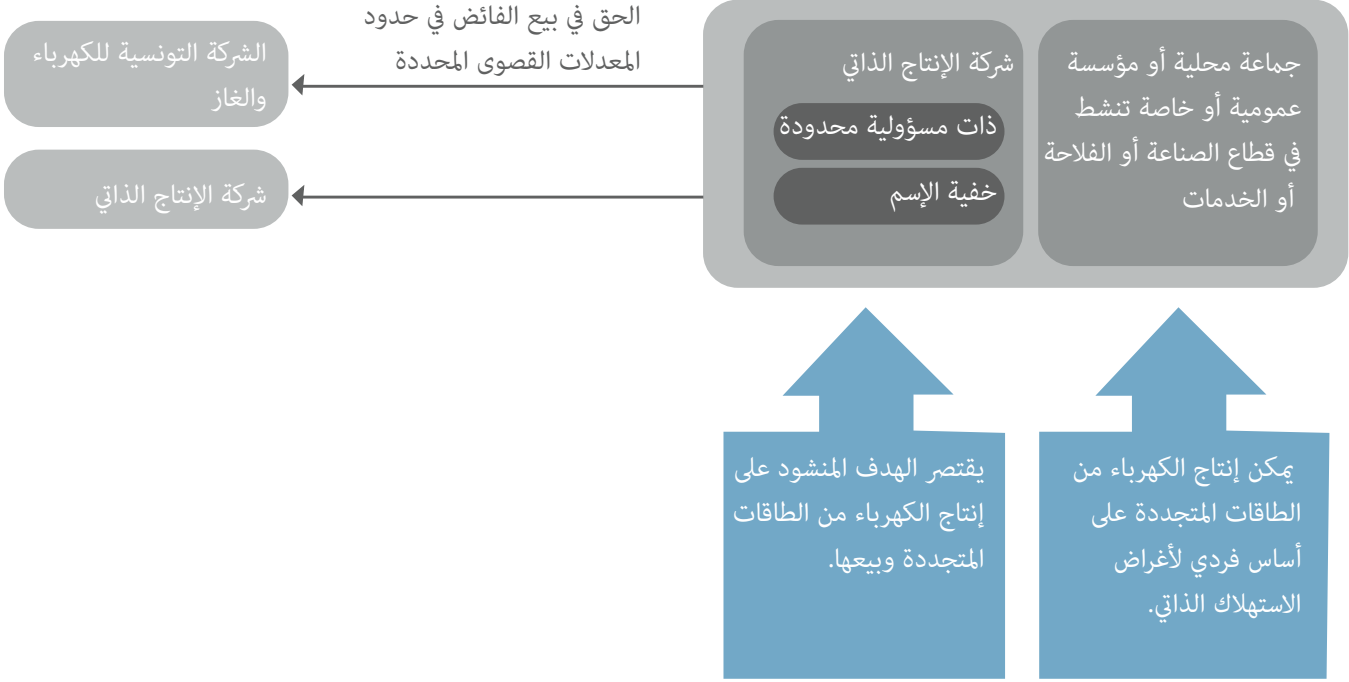 جماعة محلية أو مؤسسة
عمومية أو خاصة تنشط
في قطاع الصناعة أو الفلاحة
أو الخدمات
شركة الإنتاج الذاتي
ذات مسؤولية محدودة
خفية الإسم
الحق في بيع الفائض في حدود
المعدلات القصوى المحددة
الشركة التونسية للكهرباء
والغاز
شركة الإنتاج الذاتي
يمكن إنتاج الكهرباء من
الطاقات المتجددة على
أساس فردي لأغراض
الاستهلاك الذاتي.
يقتصر الهدف المنشود على
إنتاج الكهرباء من الطاقات
المتجددة وبيعها.